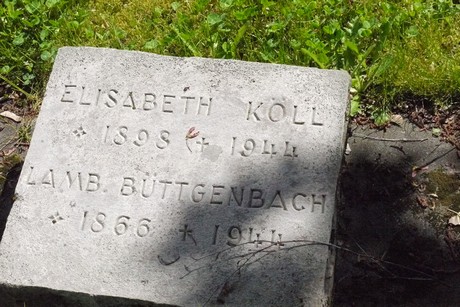 ELISABETH KOLL
✧ 1898 ✝ 1944
LAMB. BÜTTGENBACH
✧ 1866 ✝ 1944